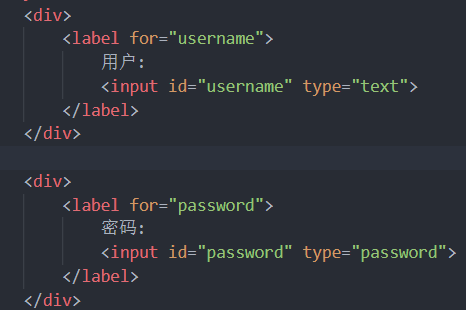 <div>
<label for="username">
用户:
<input id="username" type="text">
</label>
</div>
<div>
<label for="password">
密码:
<input id="password" type="password">
</label>
</div>